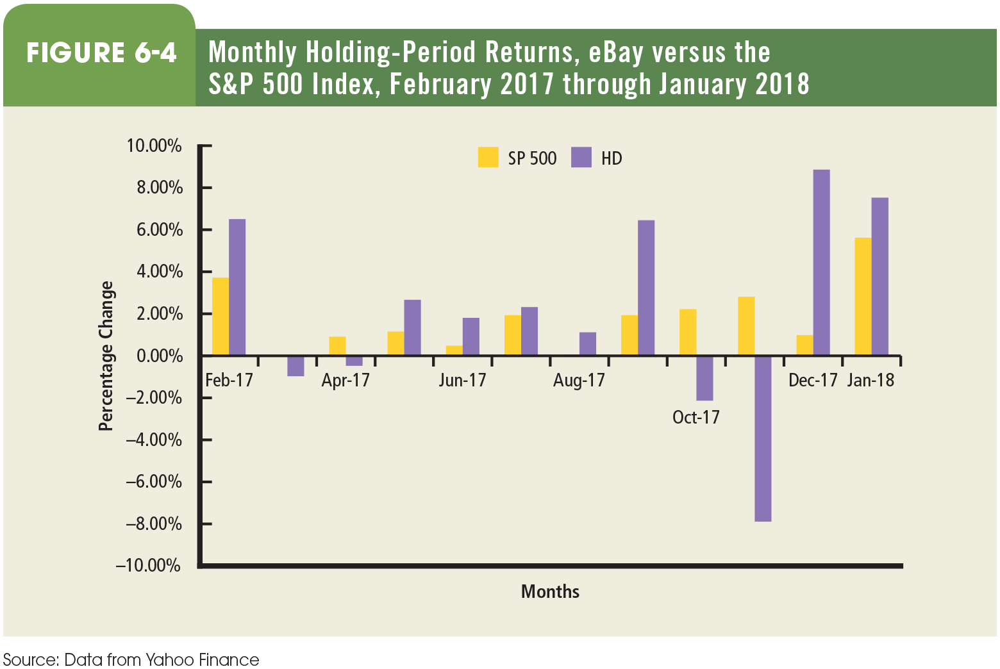 FIGURE 6-4
Monthly Holding-Period Returns, eBay versus the
S&P 500 Index, February 2017 through January 2018
SP 500
HD
10.00%
8.00%
6.00%
4.00%
2.00%
0.00%
–2.00%
–4.00%
–6.00%
–8.00%
–10.00%
Percentage Change
Feb-17
Apr-17
Jun-17
Aug-17
Oct-17
Dec-17
Jan-18
Months
Source: Data from Yahoo Finance